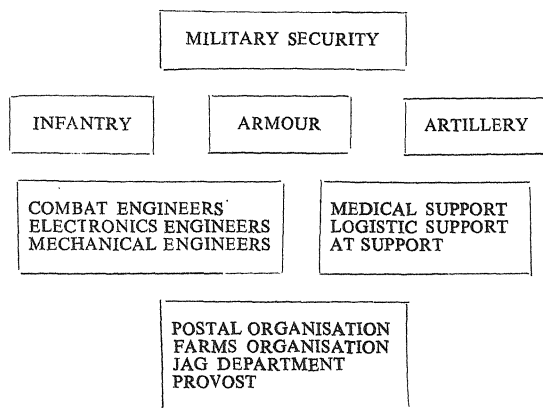 MILITARY SECURITY
INFANTRY
ARMOUR
ARTILLERY
COMBAT ENGINEERS
ELECTRONICS ENGINEERS
MECHANICAL ENGINEERS
MEDICAL SUPPORT
LOGISTIC SUPPORT
AT SUPPORT
POSTAL ORGANISATION
FARMS ORGANISATION
JAG DEPARTMENT
PROVOST